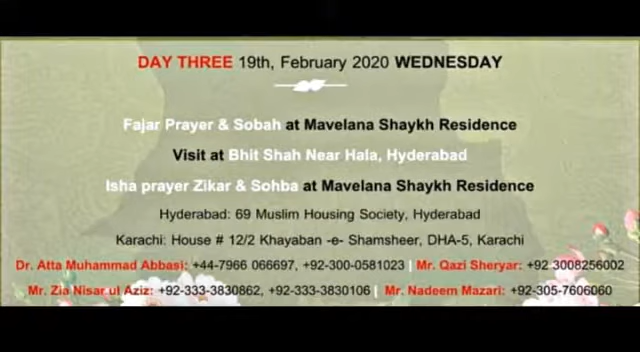 DAY THREE 19th, February 2020 WEDNESDAY
Fajar Prayer & Sobah at Mavelana Shaykh Residence
Visit at Bhit Shah Near Hala, Hyderabad
Isha prayer Zikar & Sohba at Mavelana Shaykh Residence
Hyderabad: 69 Muslim Housing Society, Hyderabad
Karachi: House # 12/2 Khayaban -e- Shamsheer, DHA-5, Karachi
Dr. Atta Muhammad Abbasi: +44-7966 066697, +92-300-0581023 | Mr. Qazi Sheryar: +92 3008256002
Mr. Zia Nisar ul Aziz: +92-333-3830862, +92-333-3830106 | Mr. Nadeem Mazari: +92-305-7606060